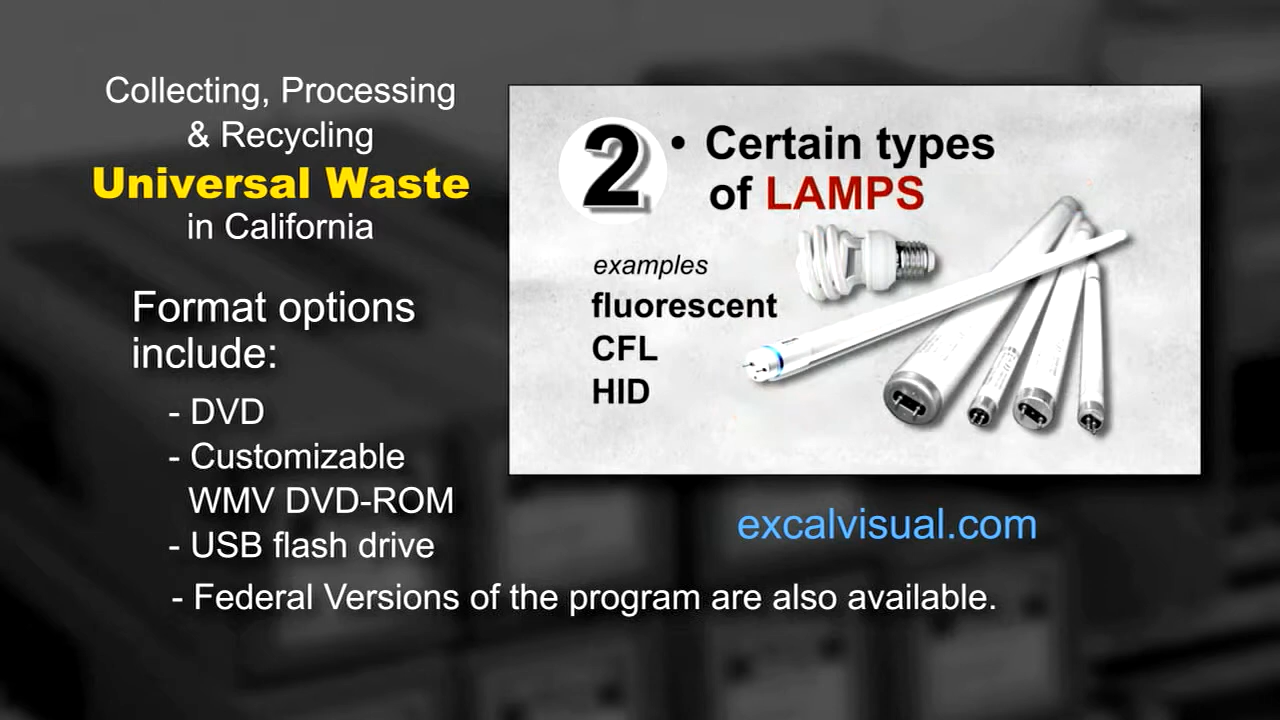 Collecting, Processing
& Recycling
Universal Waste
in California
Format options
include:
- DVD
- Customizable
WMV DVD-ROM
- USB flash drive
- Federal Versions of the program are also available.
2 • Certain types
of LAMPS
examples
fluorescent
CFL
HID
excalvisual.com